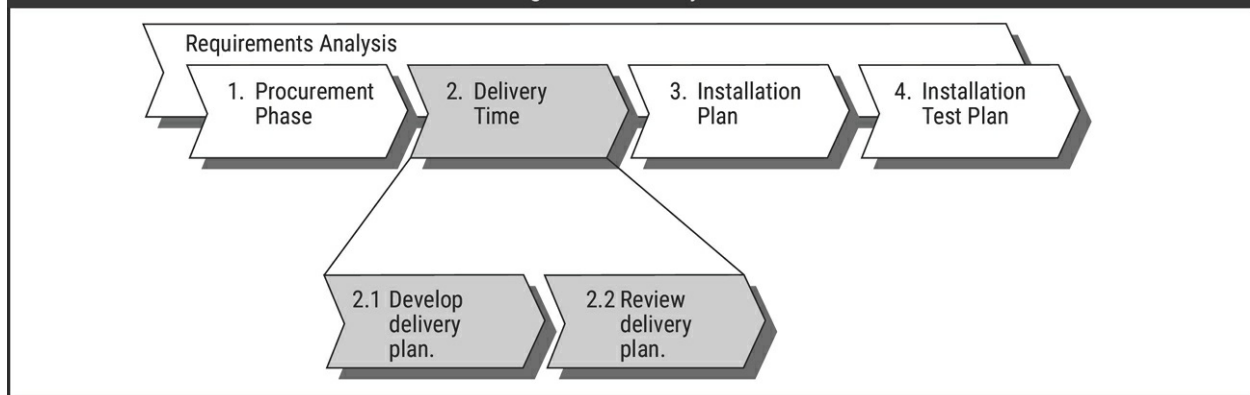 Requirements Analysis
1. Procurement
Phase
2. Delivery
Time
3. Installation
Plan
4. Installation
Test Plan
2.1 Develop
delivery
plan.
2.2 Review
delivery
plan.